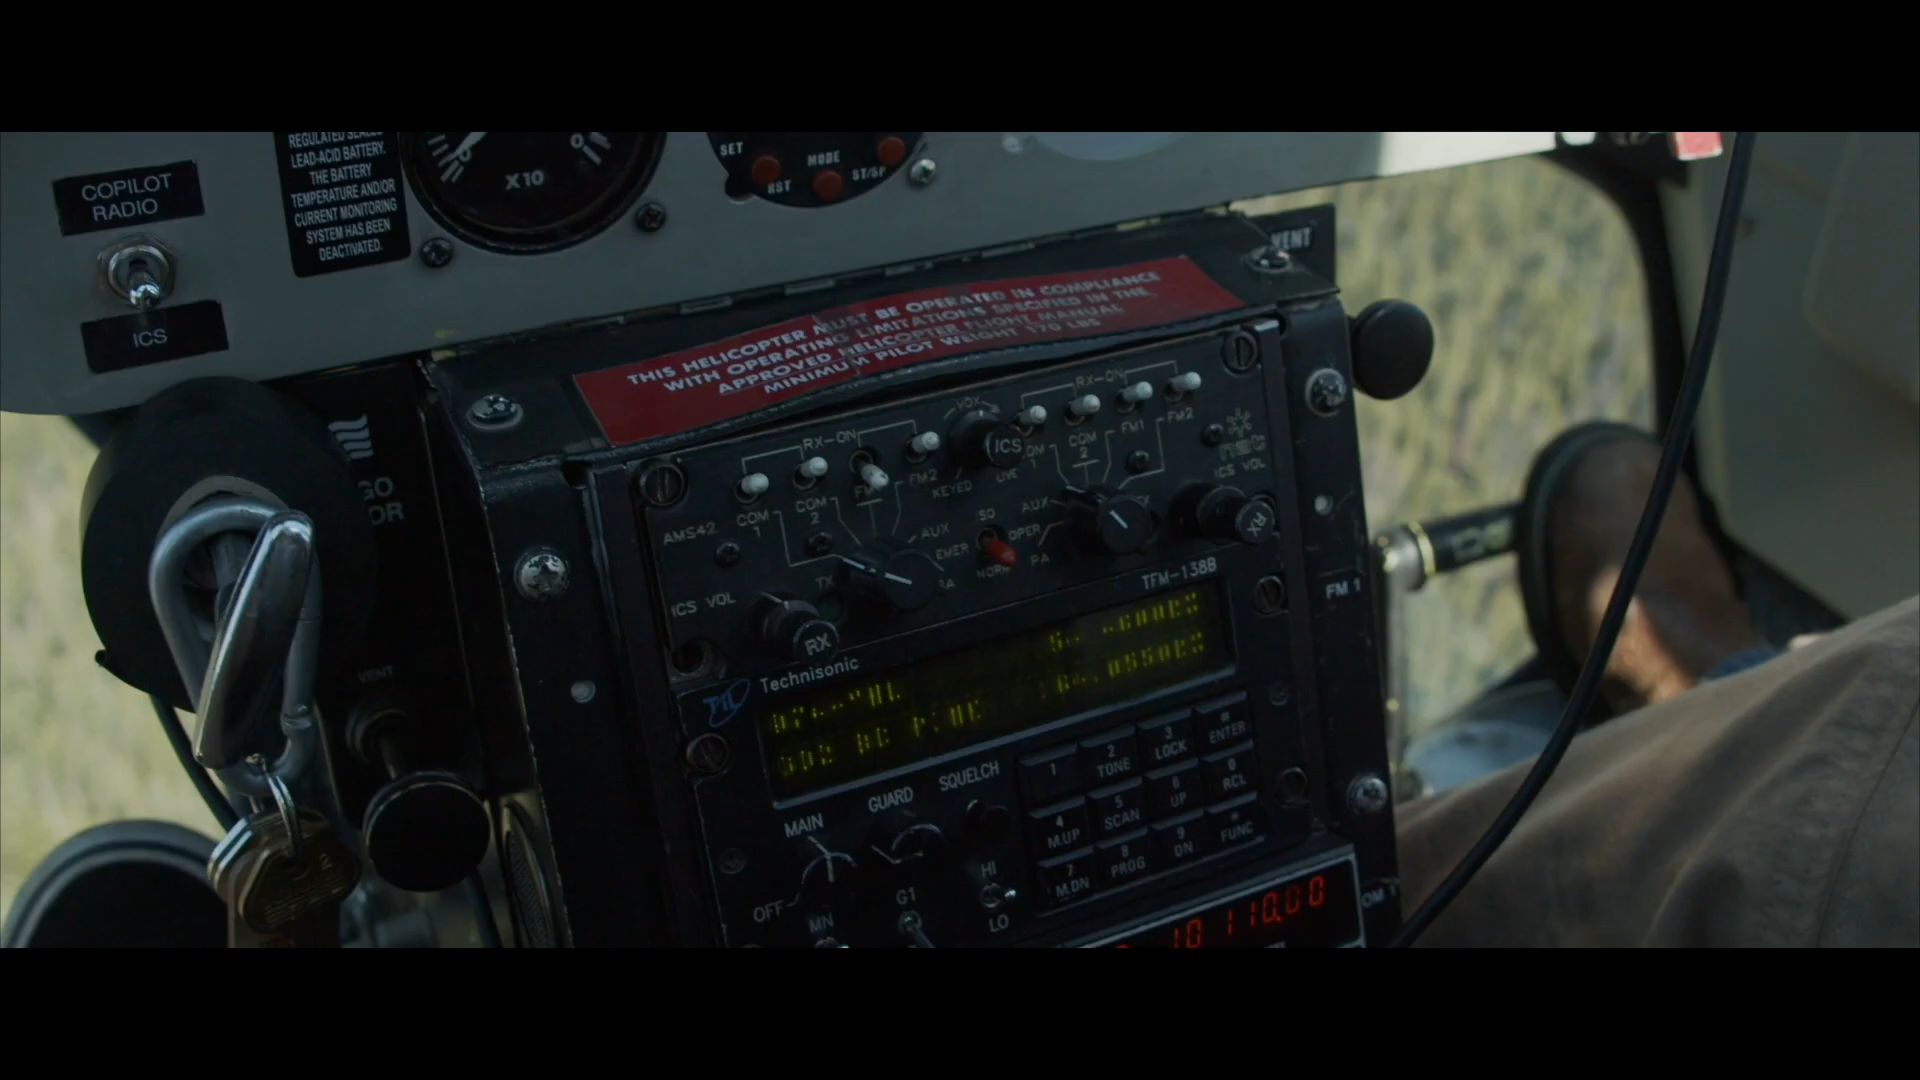 COPILOT
RADIO
ICS
LEAD-ACID BATTERY.
THE BATTERY
TEMPERATURE AND/OR
CURRENT MONITORING
SYSTEM HAS BEEN
DEACTIVATED.
X10
0
SET
RST
MODE
ST/SP
VENT
THIS HELICOPTER MUST BE OPERATED IN COMPLIANCE
WITH OPERATING LIMITATIONS SPECIFIED IN THE
APPROVED HELICOPTER FLIGHT MANUAL
MINIMUM PILOT WEIGHT 170 LBS
VENT
AMS42
RX-ON
COM
1
COM
2
FM2
AUX
TX
ICS VOL
RX
VOX
ICS
KEYED
LIVE
EMER
NORM
OPER
PA
AUX
RX-ON
COM
2
FM1
FM2
ICS VOL
RX
TFM-138B
FM 1
Technisonic
MAIN
OFF
GUARD
SQUELCH
MN
G1
HI
LO
1
2
TONE
3
LOCK
ENTER
4
M.UP
5
SCAN
6
UP
0
RCL
7
M.DN
8
PROG
9
DN
FUNC
10 110.00